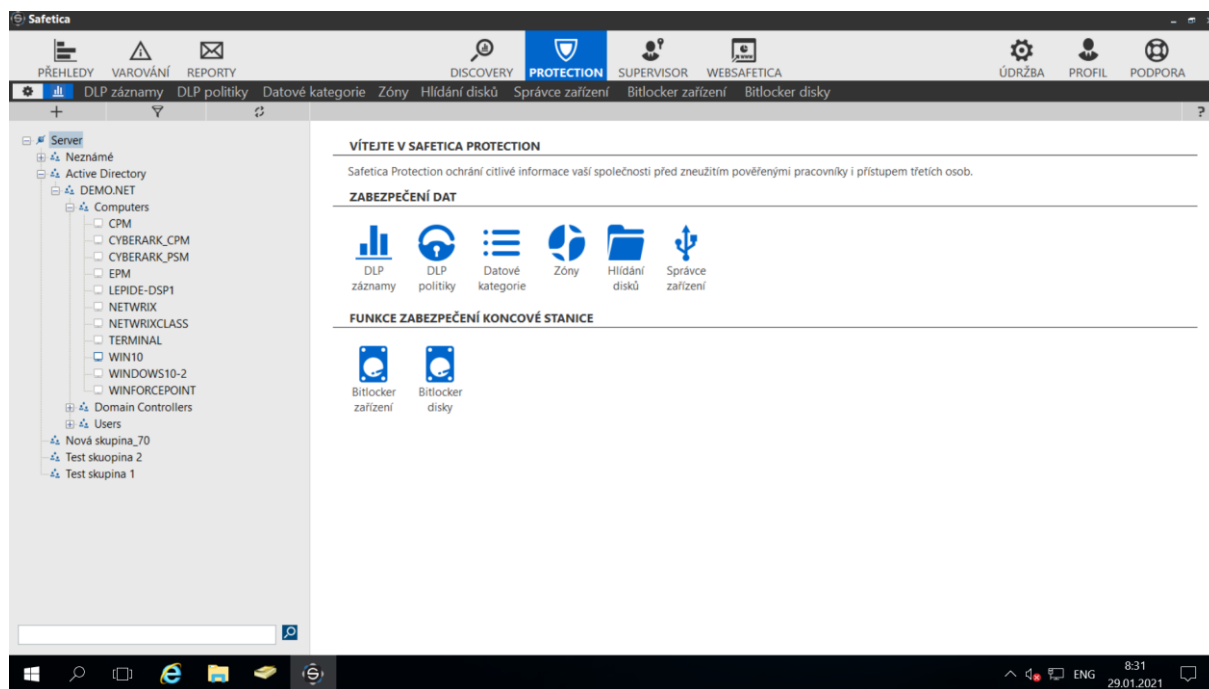 Safetica
PŘEHLEDY VAROVÁNÍ REPORTY DISCOVERY PROTECTION SUPERVISOR WEBSAFETICA ÚDRŽBA PROFIL PODPORA
DLP záznamy DLP politiky Datové kategorie Zóny Hlídání disků Správce zařízení Bitlocker zařízení Bitlocker disky
?
Server
Neznámé
Active Directory
DEMO.NET
Computers
CPM
CYBERARK_CPM
CYBERARK_PSM
EPM
LEPIDE-DSP1
NETWRIX
NETWRIXCLASS
TERMINAL
WIN10
WINDOWS10-2
WINFORCEPOINT
Domain Controllers
Users
Nová skupina_70
Test skuopina 2
Test skupina 1
VÍTEJTE V SAFETICA PROTECTION
Safetica Protection ochrání citlivé informace vaší společnosti před zneužitím pověřenými pracovníky i přístupem třetích osob.
ZABEZPEČENÍ DAT
DLP záznamy
DLP politiky
Datové kategorie
Zóny
Hlídání disků
Správce zařízení
FUNKCE ZABEZPEČENÍ KONCOVÉ STANICE
Bitlocker zařízení
Bitlocker disky
ENG
8:31
29.01.2021